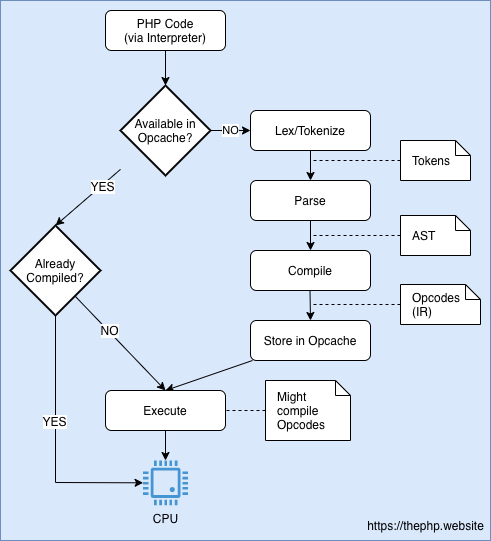 PHP Code
(via Interpreter)
Available in
Opcache?
NO
Lex/Tokenize
Tokens
YES
Parse
AST
Already
Compiled?
Compile
Opcodes
(IR)
NO
Store in Opcache
Execute
Might
compile
Opcodes
YES
CPU
https://thephp.website